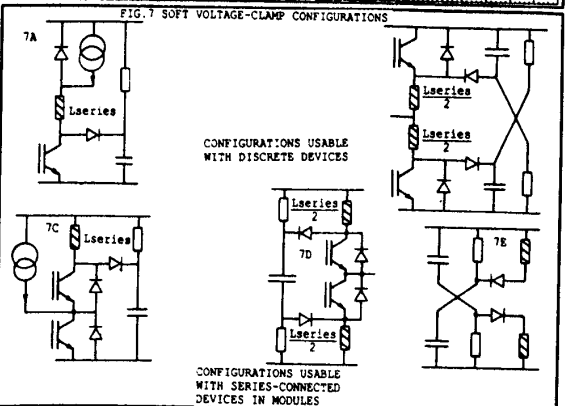 FIG.7 SOFT VOLTAGE-CLAMP CONFIGURATIONS
7A
Lseries
Lseries
2
Lseries
2
CONFIGURATIONS USABLE
WITH DISCRETE DEVICES
7C
Lseries
Lseries
2
7D
Lseries
2
7E
CONFIGURATIONS USABLE
WITH SERIES-CONNECTED
DEVICES IN MODULES